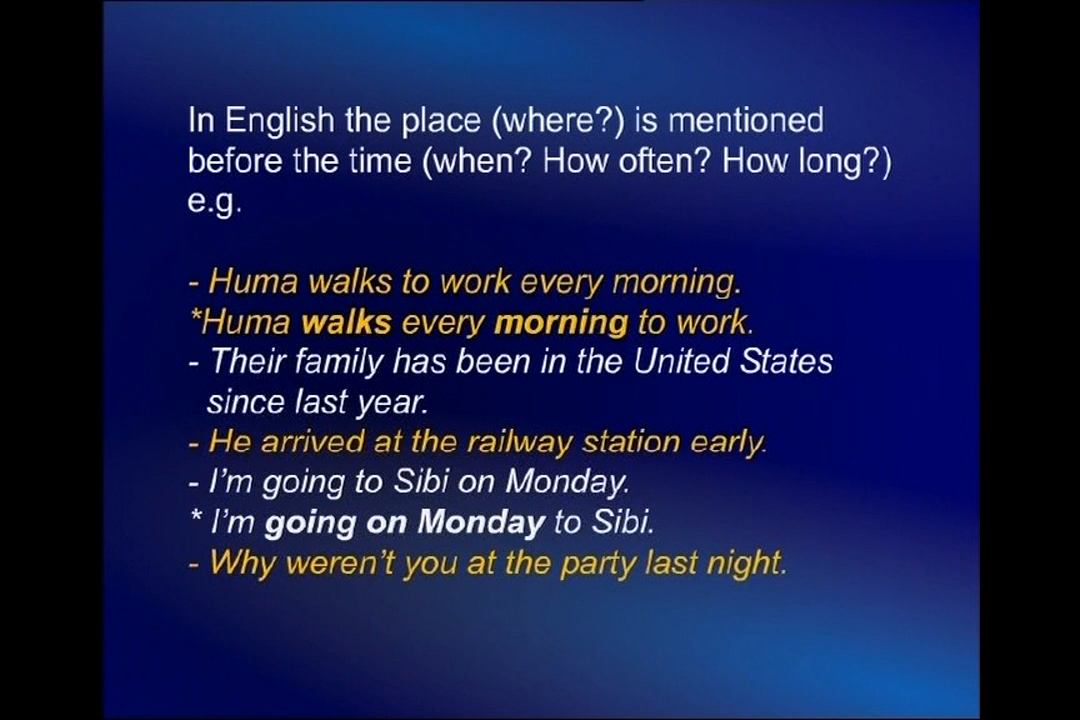 In English the place (where?) is mentioned
before the time (when? How often? How long?)
e.g.
- Huma walks to work every morning.
*Huma walks every morning to work.
- Their family has been in the United States
since last year.
- He arrived at the railway station early.
- I’m going to Sibi on Monday.
* I’m going on Monday to Sibi.
- Why weren’t you at the party last night.